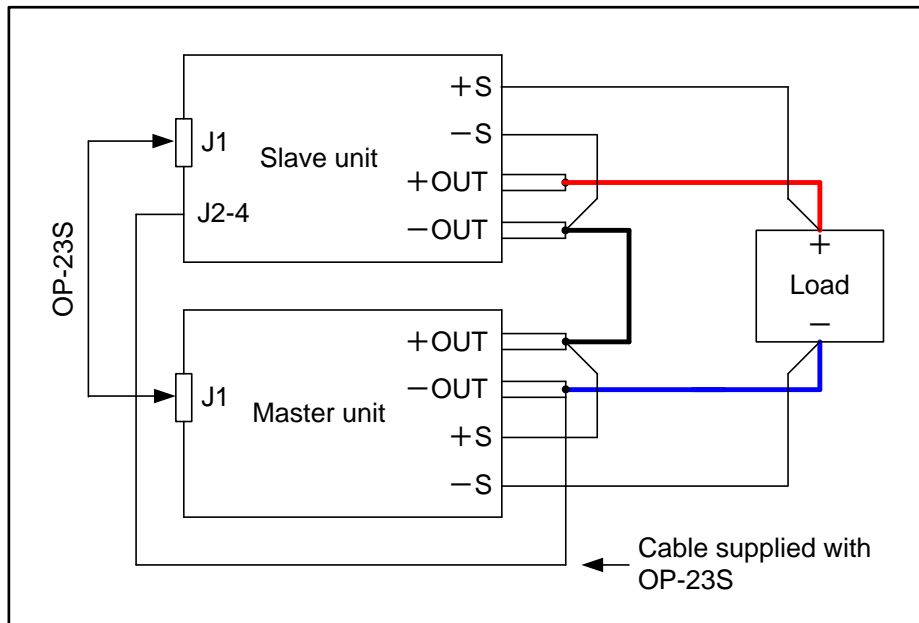 +S
−S
J1
Slave unit
+OUT
J2-4
−OUT
OP-23S
+
Load
−
+OUT
−OUT
J1
Master unit
+S
−S
Cable supplied with
OP-23S